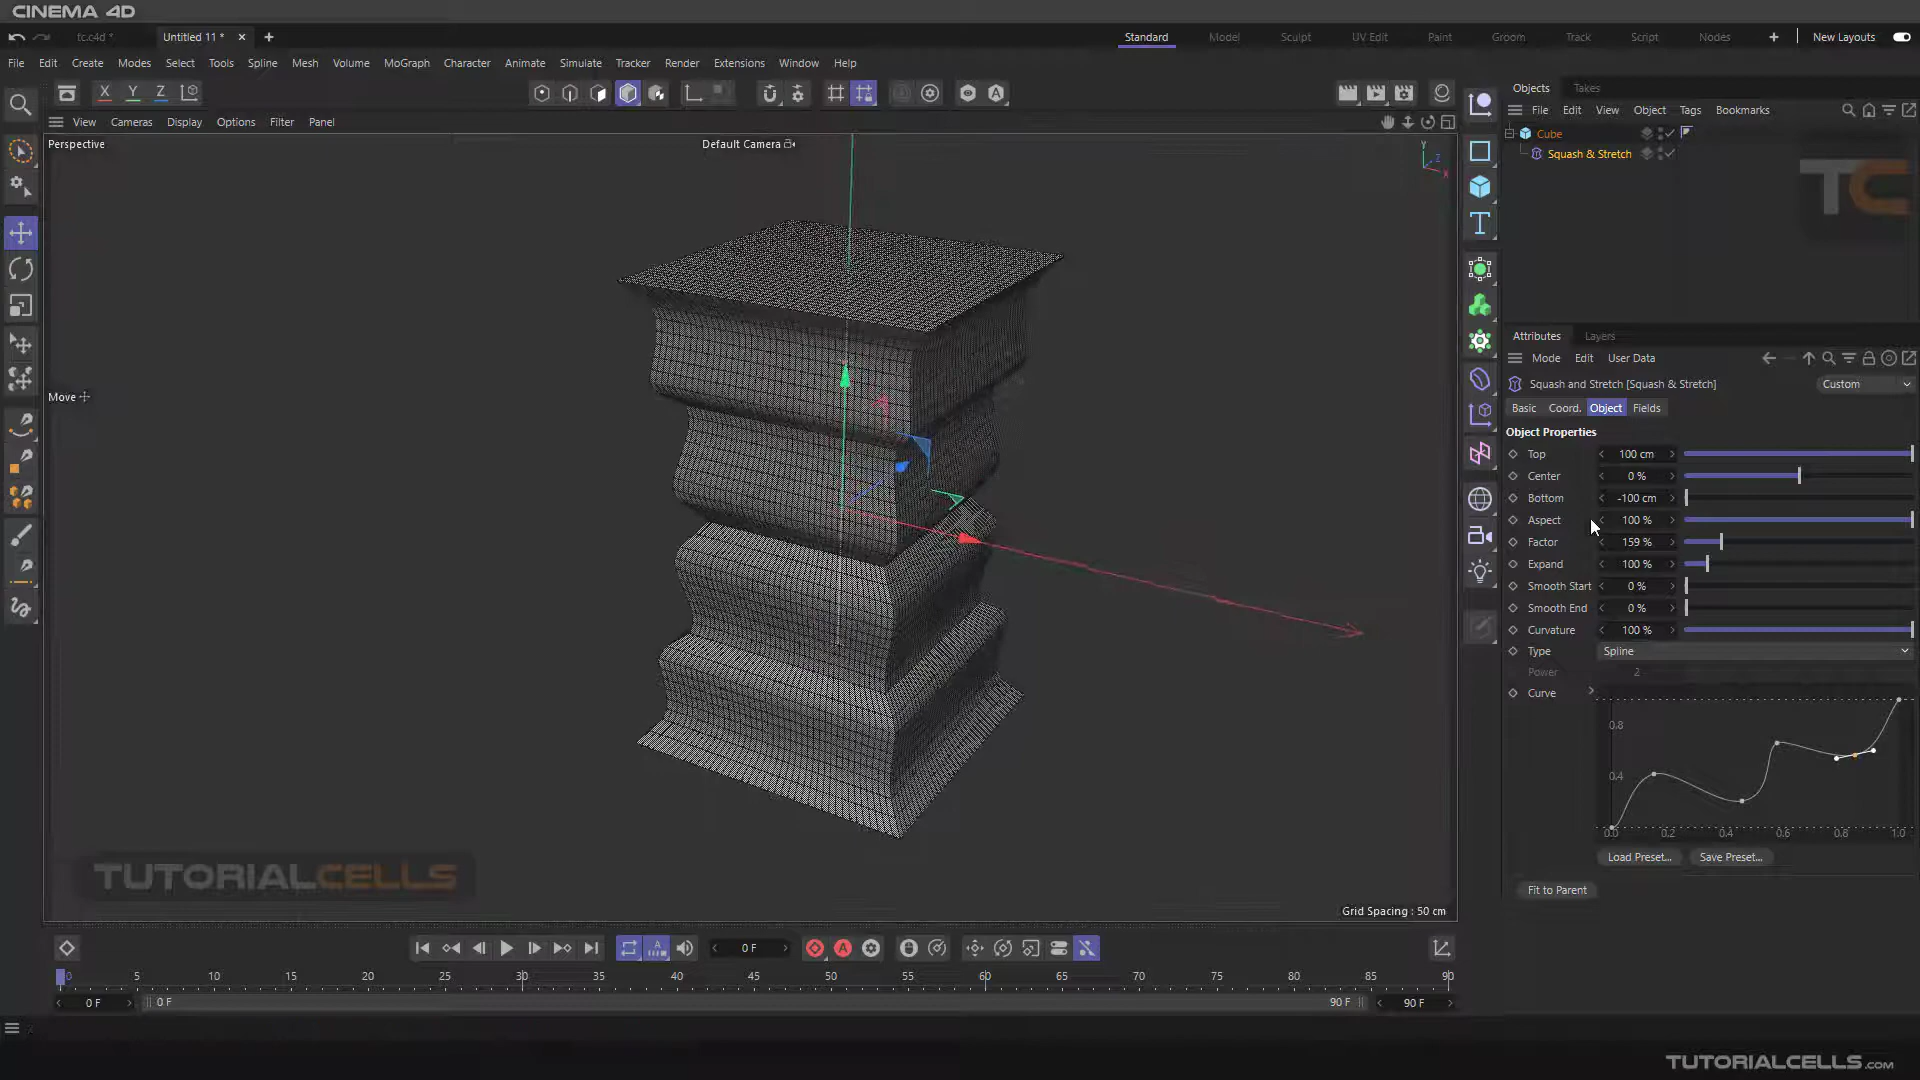 CINEMA 4D
tc.c4d *
Untitled 11 *
Standard
Model
Sculpt
UV Edit
Paint
Groom
Track
Script
Nodes
New Layouts
File Edit Create Modes Select Tools Spline Mesh Volume MoGraph Character Animate Simulate Tracker Render Extensions Window Help
X Y Z
Objects Takes
View Cameras Display Options Filter Panel
File Edit View Object Tags Bookmarks
Perspective
Default Camera
Cube
Squash & Stretch
TC
Attributes Layers
Mode Edit User Data
Squash and Stretch [Squash & Stretch]
Custom
Move
Basic Coord. Object Fields
Object Properties
Top 100 cm
Center 0 %
Bottom -100 cm
Aspect 100 %
Factor 159 %
Expand 100 %
Smooth Start 0 %
Smooth End 0 %
Curvature 100 %
Type Spline
Power 2
Curve
0.8
0.4
0.0 0.2 0.4 0.6 0.8 1.0
Load Preset... Save Preset...
Fit to Parent
TUTORIALCELLS
Grid Spacing : 50 cm
0 F
0 5 10 15 20 25 30 35 40 45 50 55 60 65 70 75 80 85 90
0 F 0 F 90 F 90 F
TUTORIALCELLS.COM